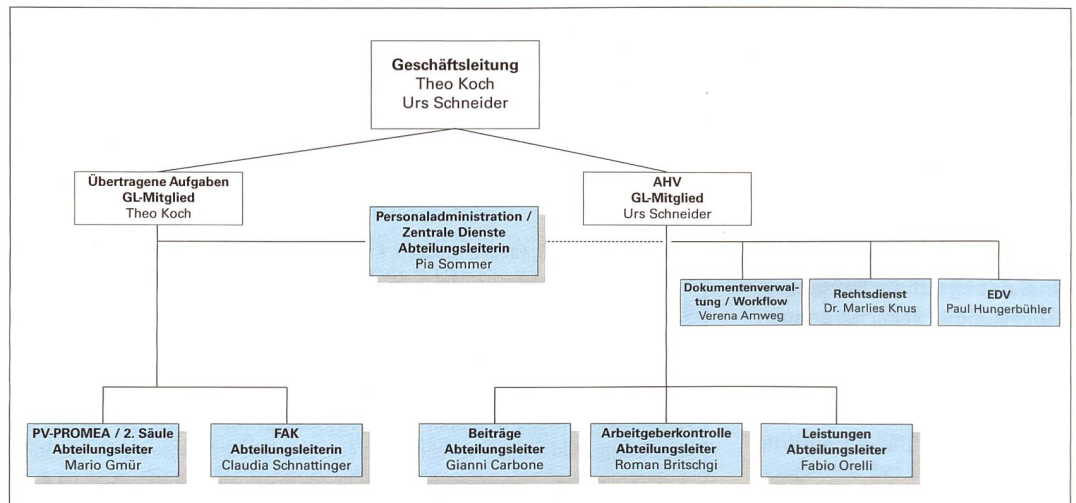 Geschäftsleitung
Theo Koch
Urs Schneider
Übertragene Aufgaben
GL-Mitglied
Theo Koch
AHV
GL-Mitglied
Urs Schneider
Personaladministration /
Zentrale Dienste
Abteilungsleiterin
Pia Sommer
Dokumentenverwal-
tung / Workflow
Verena Amweg
Rechtsdienst
Dr. Marlies Knus
EDV
Paul Hungerbühler
PV-PROMEA / 2. Säule
Abteilungsleiter
Mario Gmür
FAK
Abteilungsleiterin
Claudia Schnattinger
Beiträge
Abteilungsleiter
Gianni Carbone
Arbeitgeberkontrolle
Abteilungsleiter
Roman Britschgi
Leistungen
Abteilungsleiter
Fabio Orelli